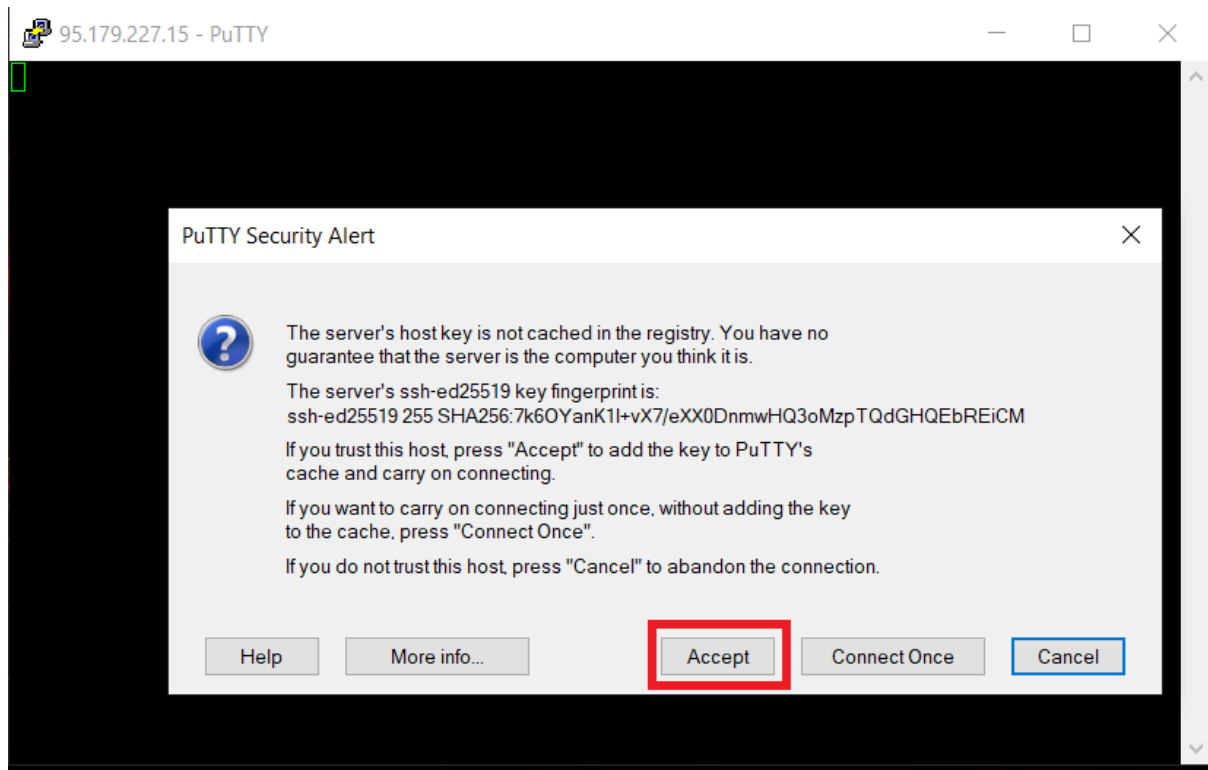 95.179.227.15 - PuTTY
PuTTY Security Alert
The server's host key is not cached in the registry. You have no
guarantee that the server is the computer you think it is.
The server's ssh-ed25519 key fingerprint is:
ssh-ed25519 255 SHA256:7k6OYanK1l+vX7/eXX0DnmwHQ3oMzpTQdGHQEbREiCM
If you trust this host, press "Accept" to add the key to PuTTY's
cache and carry on connecting.
If you want to carry on connecting just once, without adding the key
to the cache, press "Connect Once".
If you do not trust this host, press "Cancel" to abandon the connection.
Help More info... Accept Connect Once Cancel